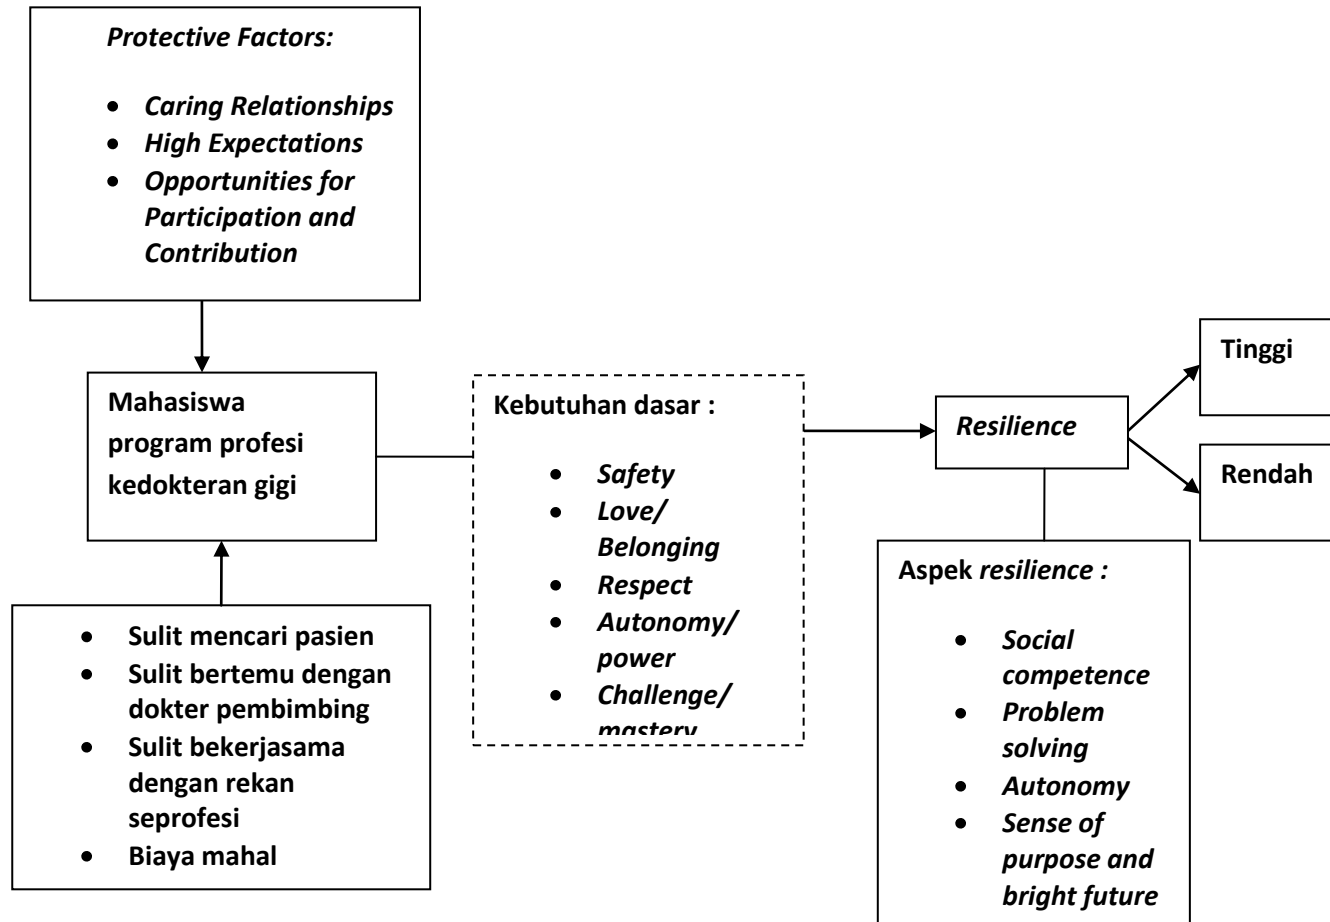 Protective Factors:
• Caring Relationships
• High Expectations
• Opportunities for
Participation and
Contribution
Mahasiswa
program profesi
kedokteran gigi
• Sulit mencari pasien
• Sulit bertemu dengan
dokter pembimbing
• Sulit bekerjasama
dengan rekan
seprofesi
• Biaya mahal
Kebutuhan dasar :
• Safety
• Love/
Belonging
• Respect
• Autonomy/
power
• Challenge/
mastery
Resilience
Tinggi
Rendah
Aspek resilience :
• Social
competence
• Problem
solving
• Autonomy
• Sense of
purpose and
bright future